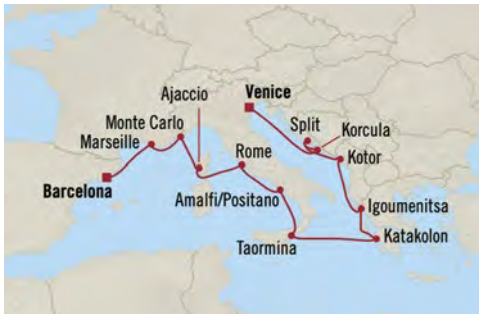 Ajaccio
Venice
Monte Carlo
Split
Korcula
Marseille
Rome
Kotor
Barcelona
Amalfi/Positano
Igoumenitsa
Taormina
Katakolon